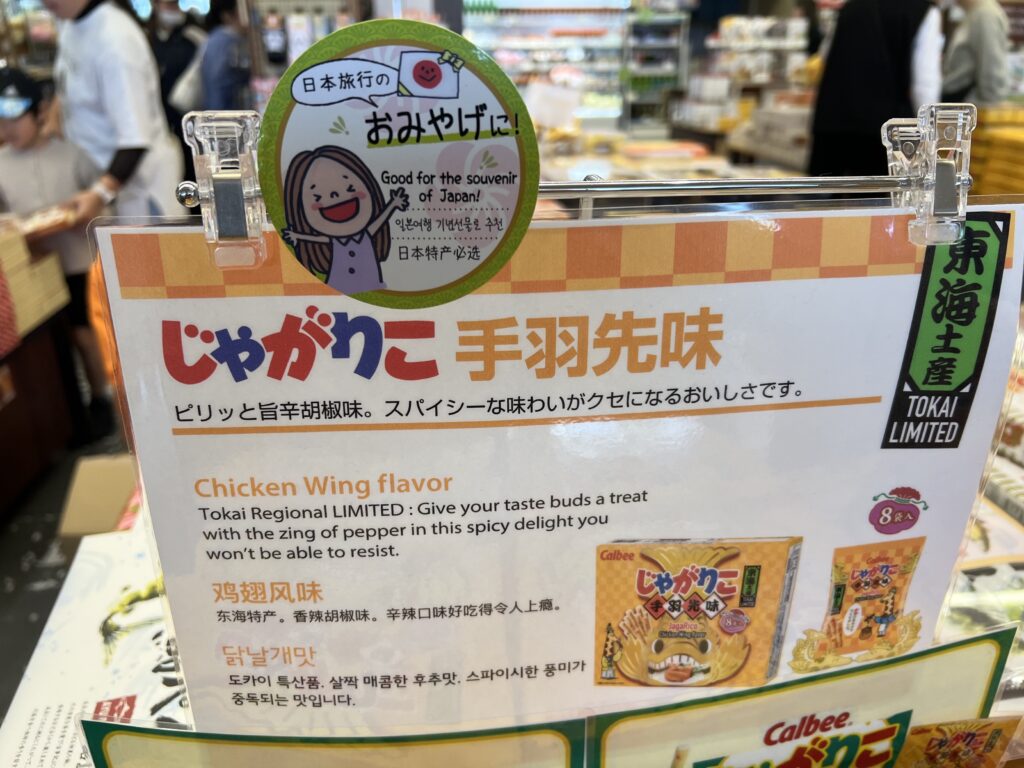 日本旅行の
おみやげに!
Good for the souvenir
of Japan!
일본여행 기념선물로 추천
日本特产必选
じゃがりこ 手羽先味
ピリッと旨辛胡椒味。スパイシーな味わいがクセになるおいしさです。
東海土産
TOKAI
LIMITED
Chicken Wing flavor
Tokai Regional LIMITED : Give your taste buds a treat
with the zing of pepper in this spicy delight you
won't be able to resist.
鸡翅风味
东海特产。香辣胡椒味。辛辣口味好吃得令人上瘾。
닭날개맛
도카이 특산품. 살짝 매콤한 후추맛. 스파이시한 풍미가
중독되는 맛입니다.
8袋入
Calbee
じゃがりこ
手羽先味
JagaRico
Chicken Wing flavor
Calbee
じゃがりこ
手羽先味
Calbee
がりこ